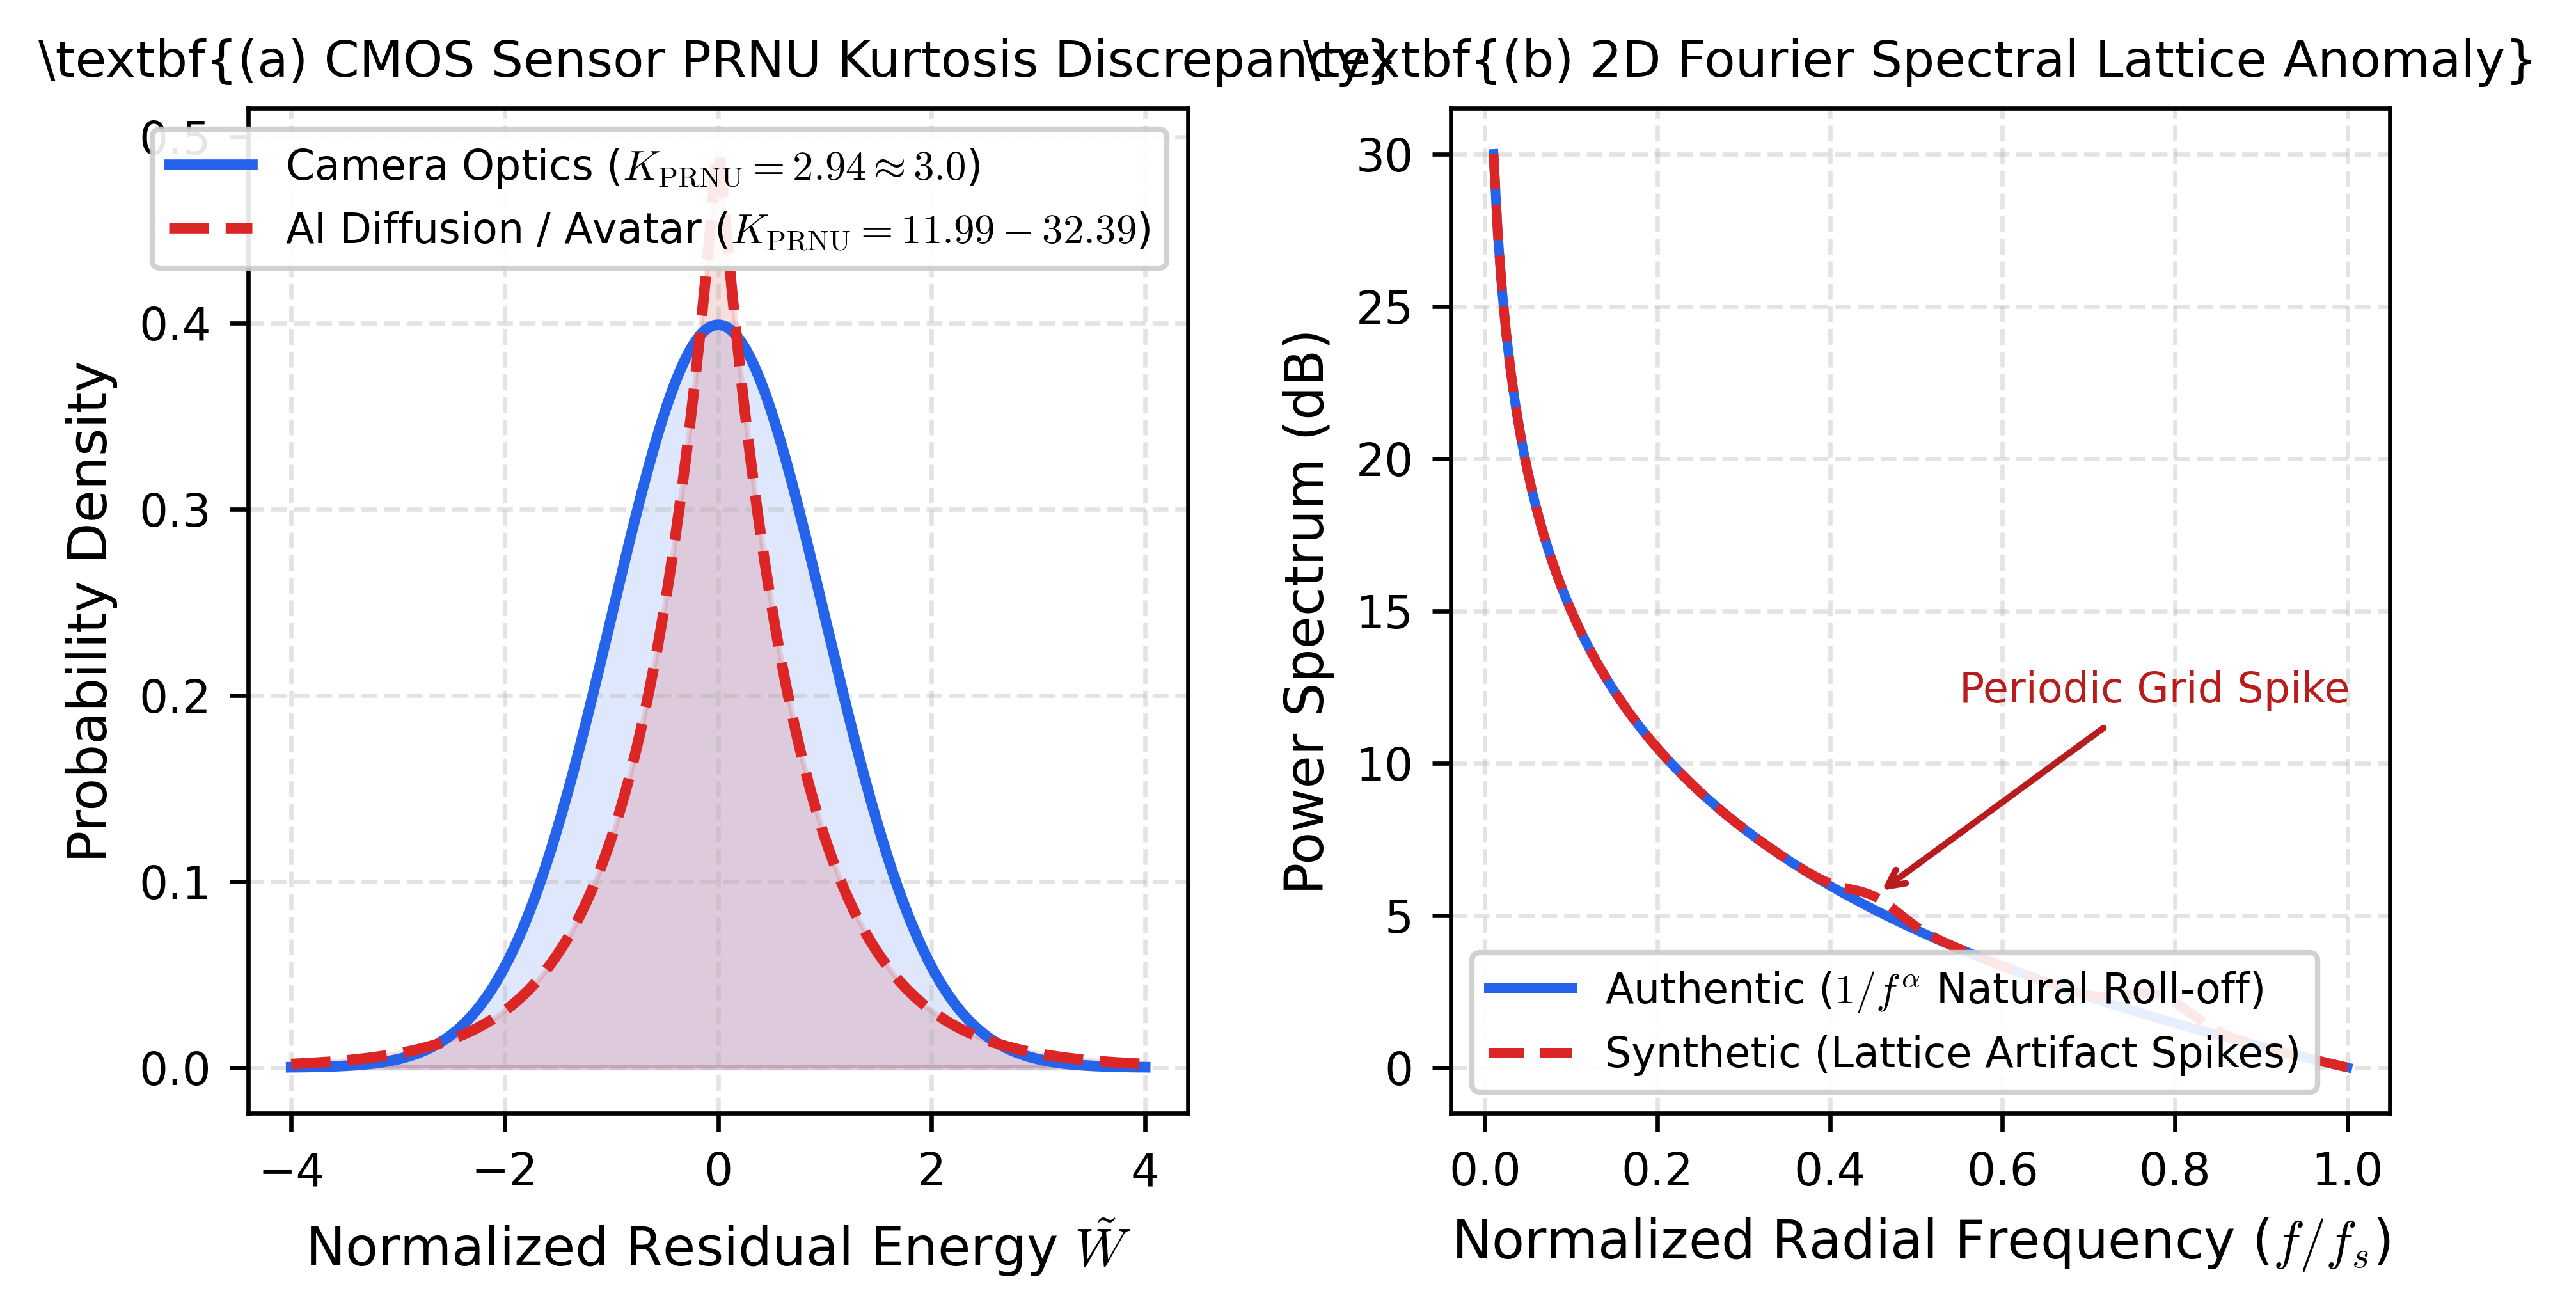 \textbf{(a) CMOS Sensor PRNU Kurtosis Discrepancy}
0.5
0.4
0.3
0.2
0.1
0.0
Probability Density
Camera Optics (K_PRNU = 2.94 ≈ 3.0)
AI Diffusion / Avatar (K_PRNU = 11.99 − 32.39)
−4 −2 0 2 4
Normalized Residual Energy W̃
\textbf{(b) 2D Fourier Spectral Lattice Anomaly}
30
25
20
15
10
5
0
Power Spectrum (dB)
Periodic Grid Spike
Authentic (1/f^α Natural Roll-off)
Synthetic (Lattice Artifact Spikes)
0.0 0.2 0.4 0.6 0.8 1.0
Normalized Radial Frequency (f/f_s)